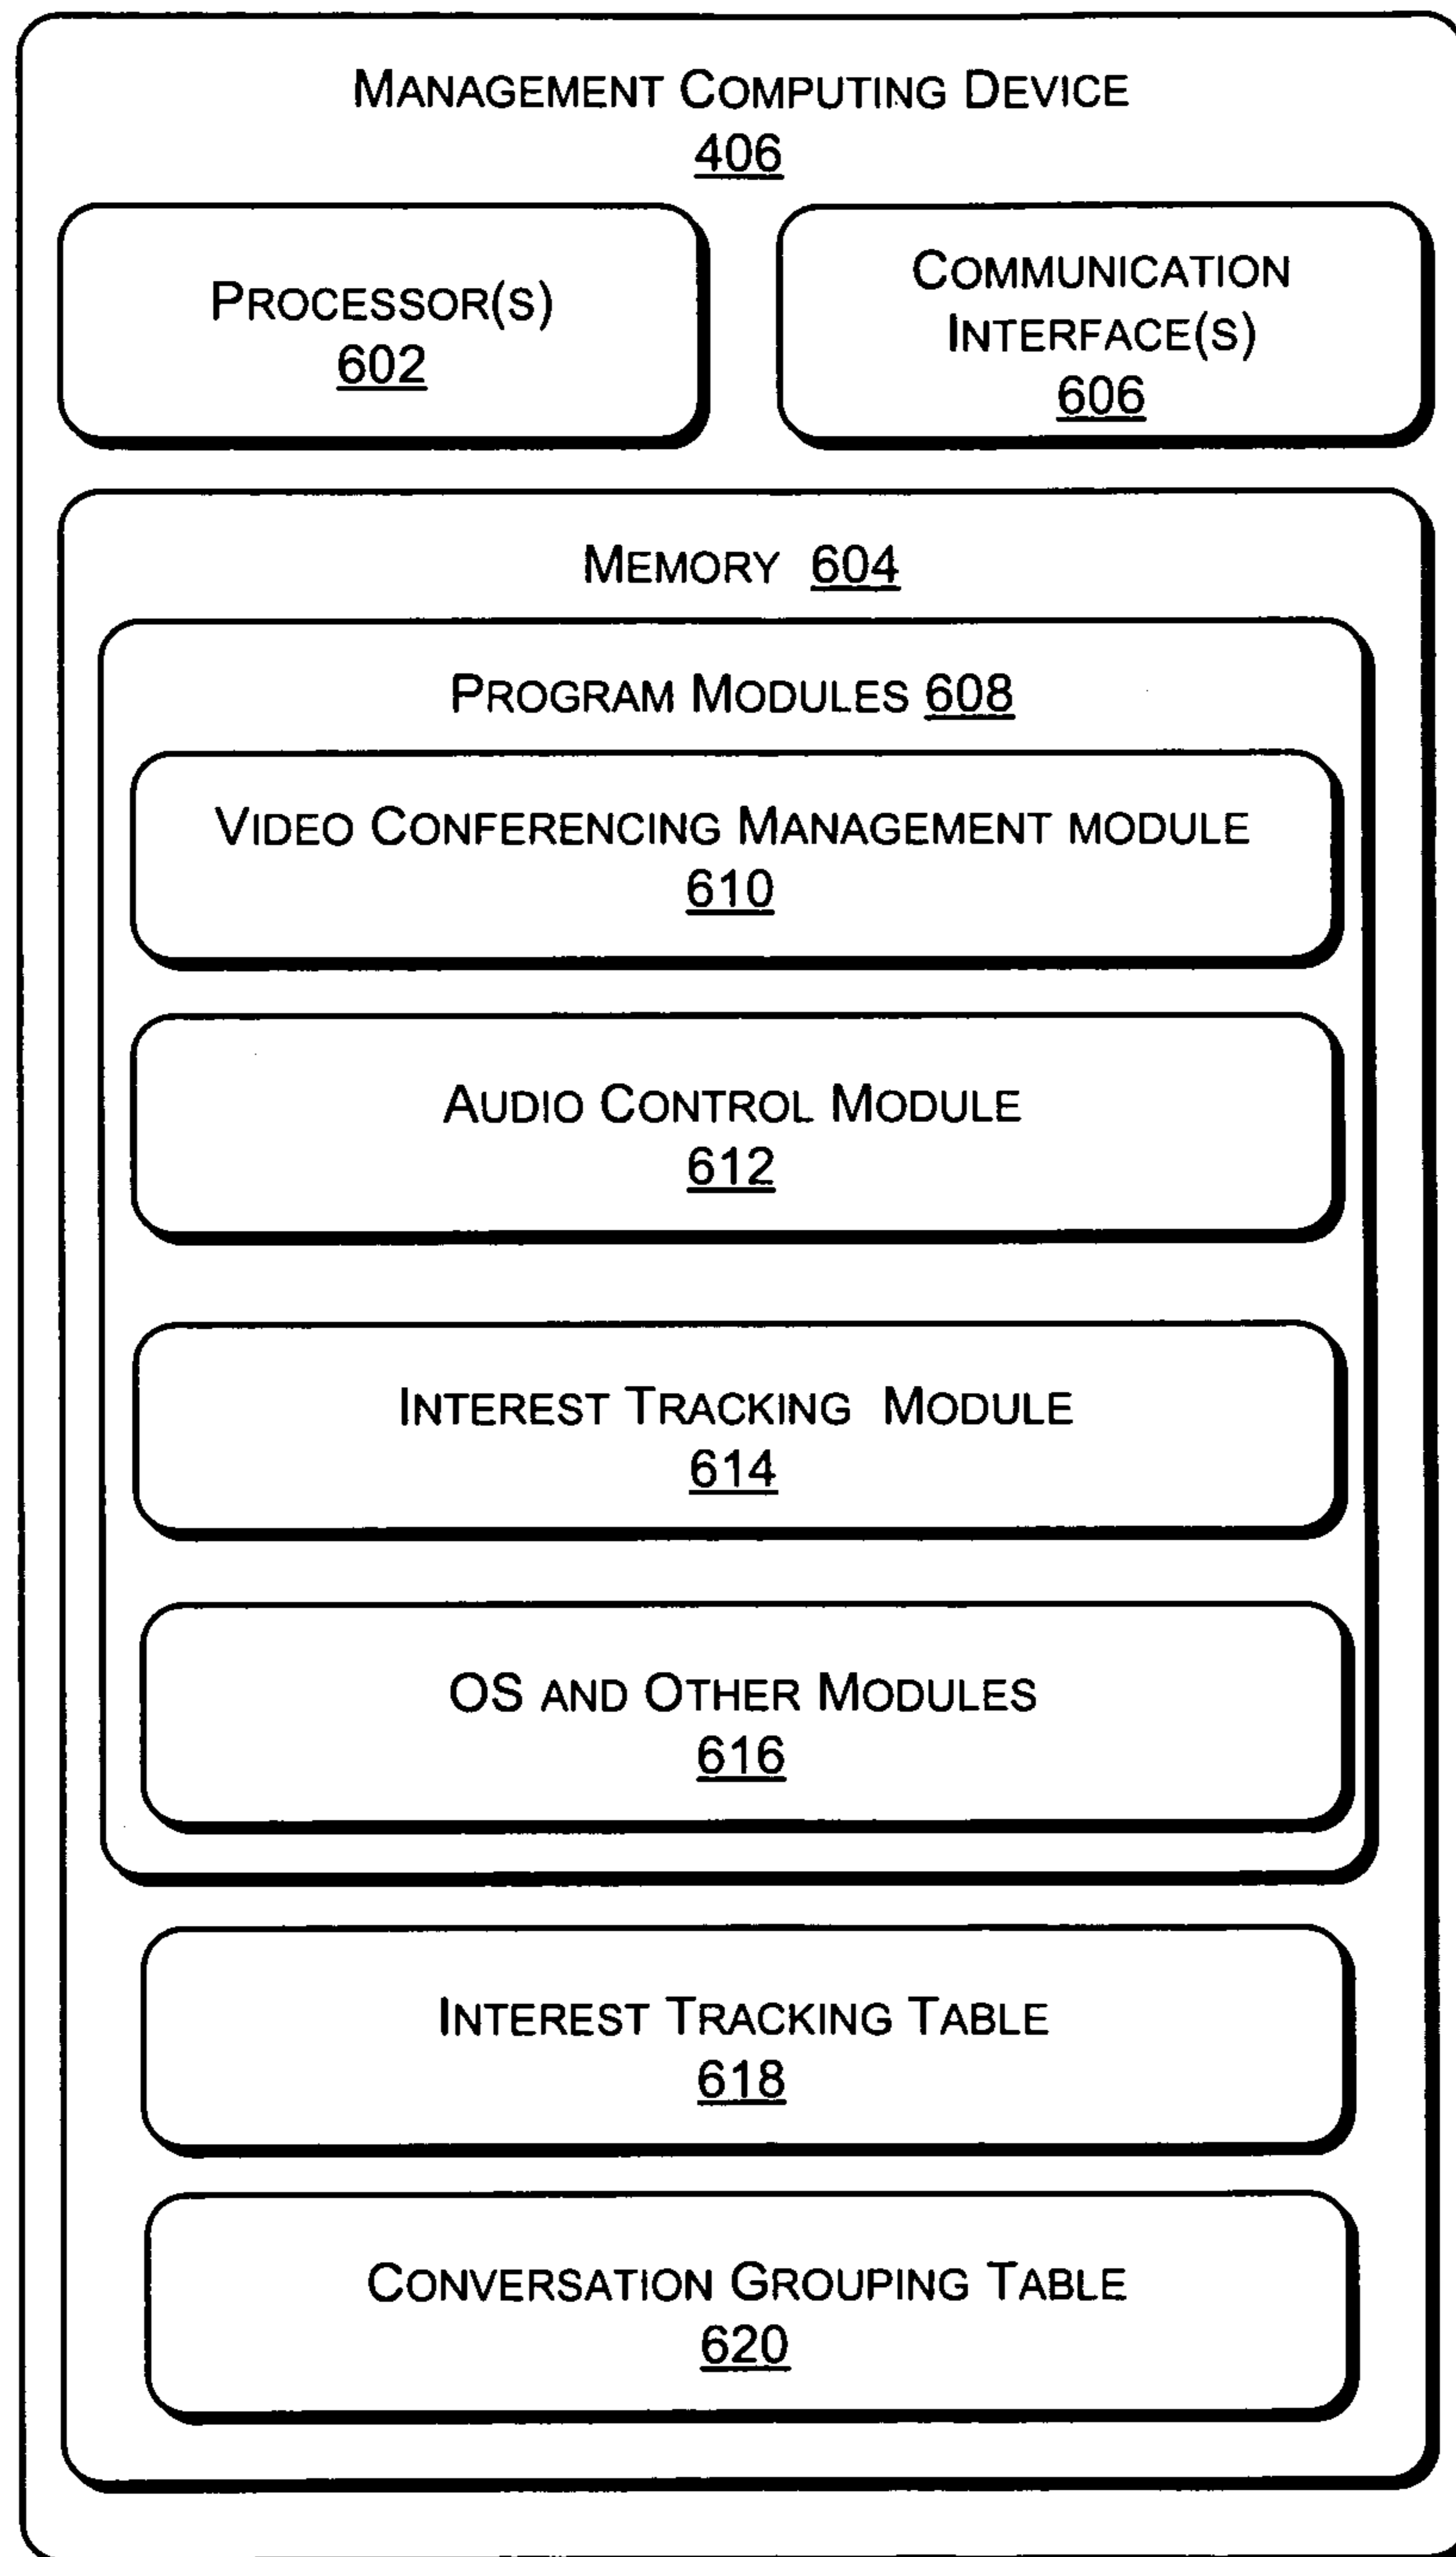 MANAGEMENT COMPUTING DEVICE
406
PROCESSOR(S)
602
COMMUNICATION
INTERFACE(S)
606
MEMORY 604
PROGRAM MODULES 608
VIDEO CONFERENCING MANAGEMENT MODULE
610
AUDIO CONTROL MODULE
612
INTEREST TRACKING MODULE
614
OS AND OTHER MODULES
616
INTEREST TRACKING TABLE
618
CONVERSATION GROUPING TABLE
620